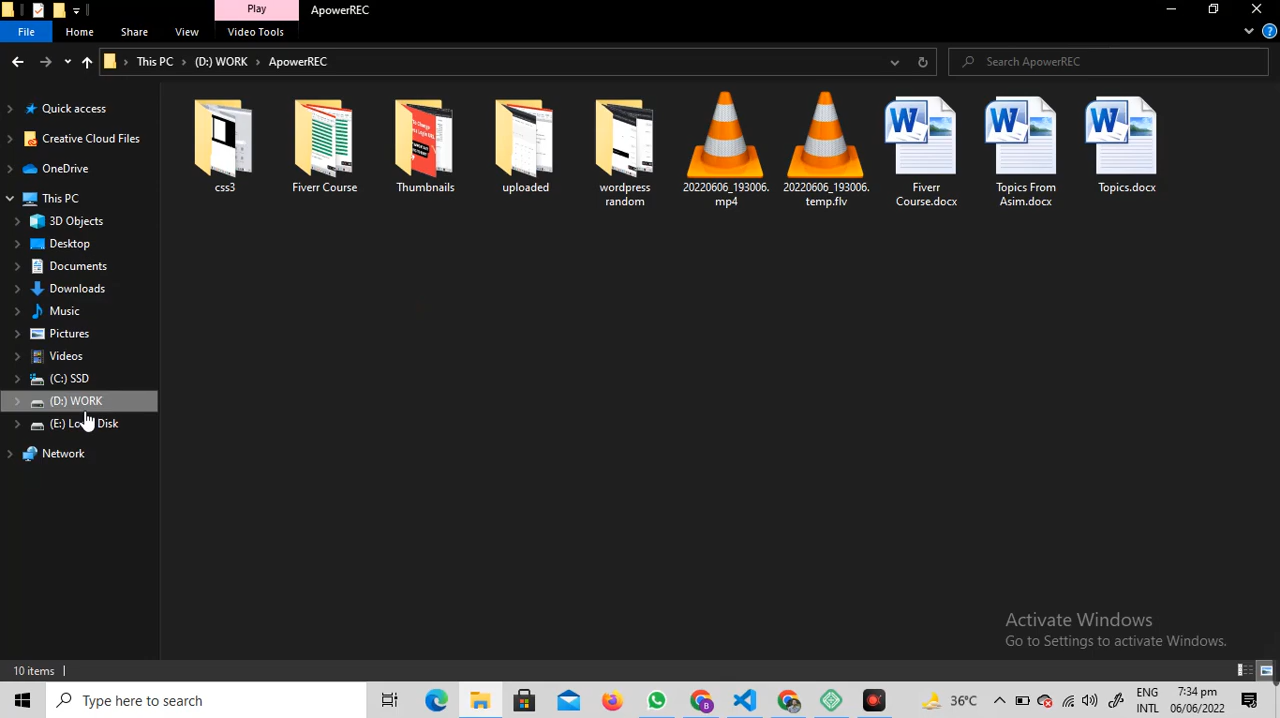 Play
ApowerREC
File
Home
Share
View
Video Tools
This PC
(D:) WORK
ApowerREC
Search ApowerREC
Quick access
Creative Cloud Files
OneDrive
This PC
3D Objects
Desktop
Documents
Downloads
Music
Pictures
Videos
(C:) SSD
(D:) WORK
(E:) Disk
Network
css3
Fiverr Course
Thumbnails
uploaded
wordpress
random
20220606_193006.
mp4
20220606_193006.
temp.flv
Fiverr
Course.docx
Topics From
Asim.docx
Topics.docx
Activate Windows
Go to Settings to activate Windows.
10 items
Type here to search
36°C
ENG
INTL
7:34 pm
06/06/2022